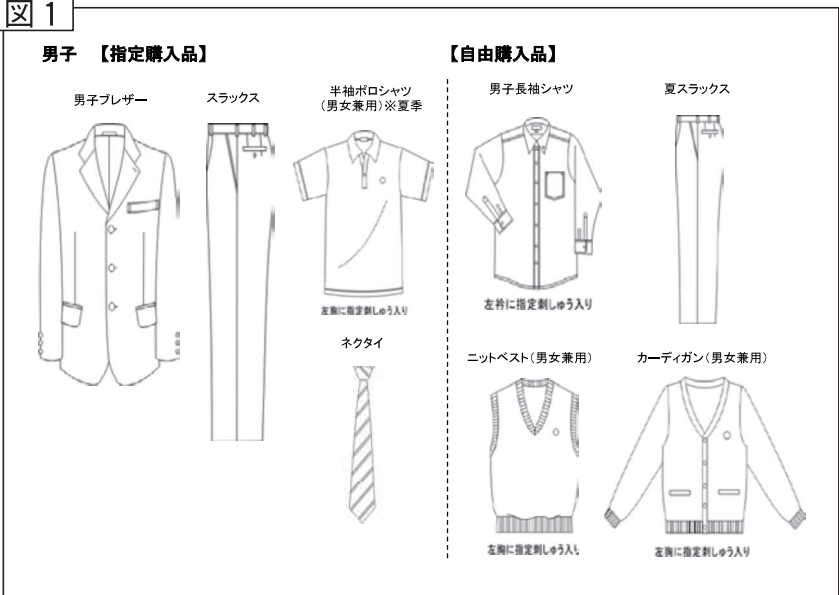 図1
男子 【指定購入品】
【自由購入品】
男子ブレザー
スラックス
半袖ポロシャツ
(男女兼用)※夏季
男子長袖シャツ
夏スラックス
左胸に指定刺しゅう入り
左衿に指定刺しゅう入り
ネクタイ
ニットベスト(男女兼用)
カーディガン(男女兼用)
左胸に指定刺しゅう入り
左胸に指定刺しゅう入り